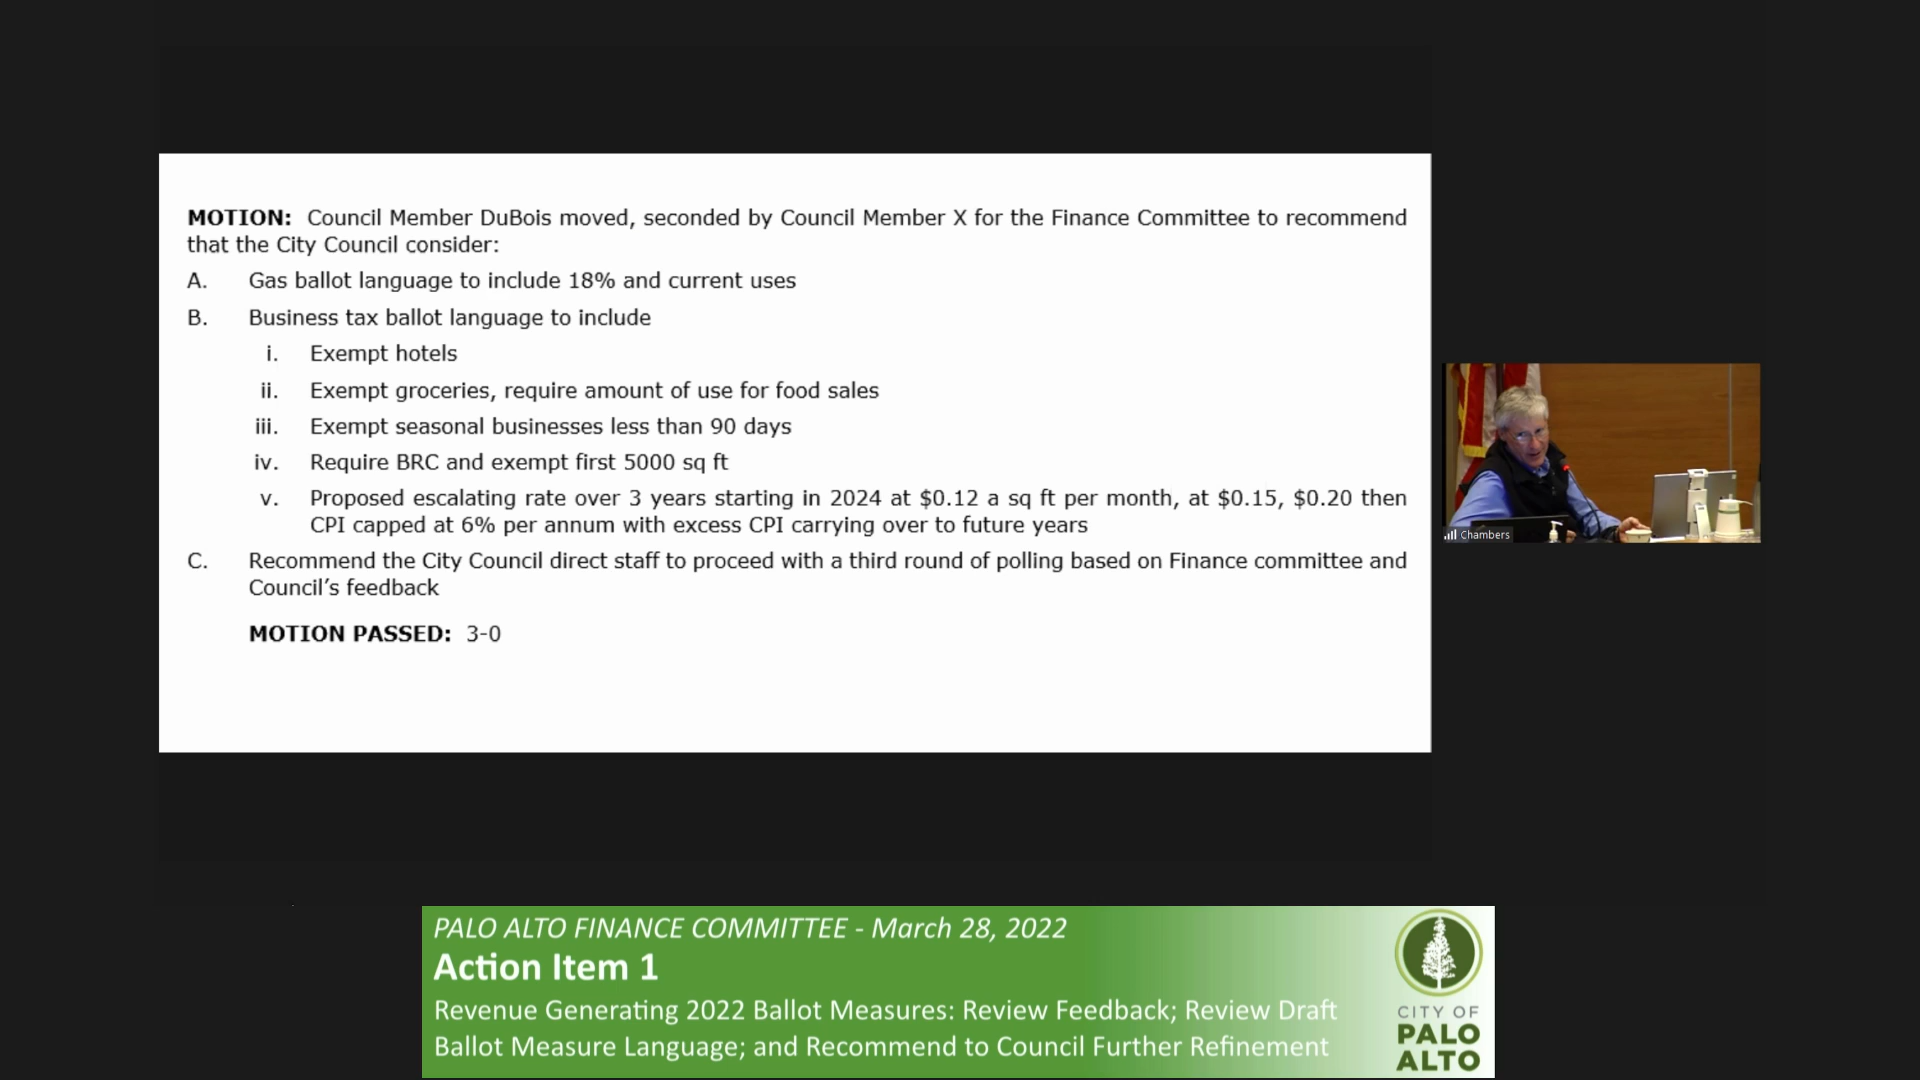 MOTION: Council Member DuBois moved, seconded by Council Member X for the Finance Committee to recommend
that the City Council consider:
A. Gas ballot language to include 18% and current uses
B. Business tax ballot language to include
i. Exempt hotels
ii. Exempt groceries, require amount of use for food sales
iii. Exempt seasonal businesses less than 90 days
iv. Require BRC and exempt first 5000 sq ft
v. Proposed escalating rate over 3 years starting in 2024 at $0.12 a sq ft per month, at $0.15, $0.20 then
CPI capped at 6% per annum with excess CPI carrying over to future years
C. Recommend the City Council direct staff to proceed with a third round of polling based on Finance committee and
Council's feedback
MOTION PASSED: 3-0
Chambers
PALO ALTO FINANCE COMMITTEE - March 28, 2022
Action Item 1
Revenue Generating 2022 Ballot Measures: Review Feedback; Review Draft
Ballot Measure Language; and Recommend to Council Further Refinement
CITY OF
PALO
ALTO